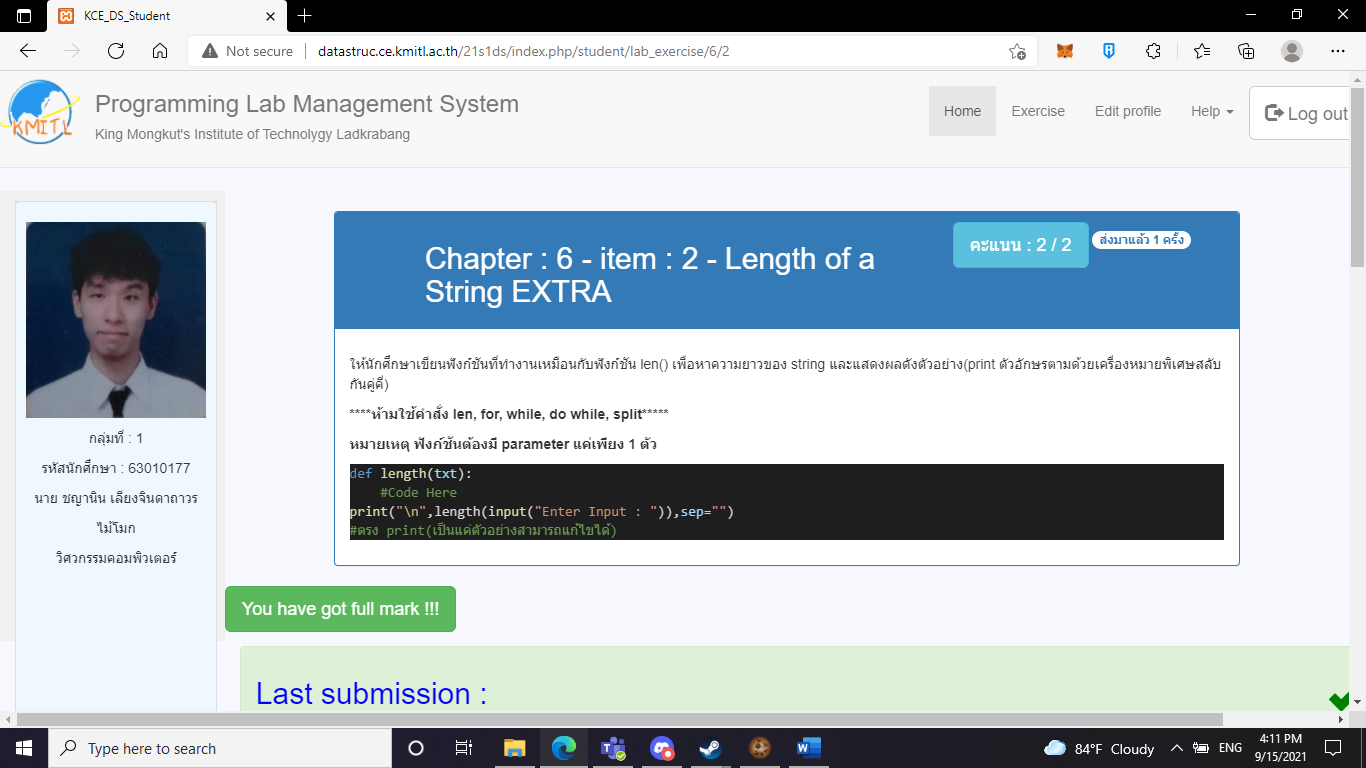 KCE_DS_Student
Not secure
datastruc.ce.kmitl.ac.th/21s1ds/index.php/student/lab_exercise/6/2
KMITL
Programming Lab Management System
King Mongkut's Institute of Technolygy Ladkrabang
Home
Exercise
Edit profile
Help
Log out
กลุ่มที่ : 1
รหัสนักศึกษา : 63010177
นาย ชญานิน เลียงจินดาถาวร
ไม้โมก
วิศวกรรมคอมพิวเตอร์
Chapter : 6 - item : 2 - Length of a
String EXTRA
คะแนน : 2 / 2
ส่งมาแล้ว 1 ครั้ง
ให้นักศึกษาเขียนฟังก์ชันที่ทำงานเหมือนกับฟังก์ชัน len() เพื่อหาความยาวของ string และแสดงผลดังตัวอย่าง(print ตัวอักษรตามด้วยเครื่องหมายพิเศษสลับ
กันคู่คี่)
****ห้ามใช้คำสั่ง len, for, while, do while, split*****
หมายเหตุ ฟังก์ชันต้องมี parameter แค่เพียง 1 ตัว
def length(txt):
#Code Here
print("\n",length(input("Enter Input : ")),sep="")
#ตรง print(เป็นแค่ตัวอย่างสามารถแก้ไขได้)
You have got full mark !!!
Last submission :
Type here to search
84°F Cloudy
ENG
4:11 PM
9/15/2021